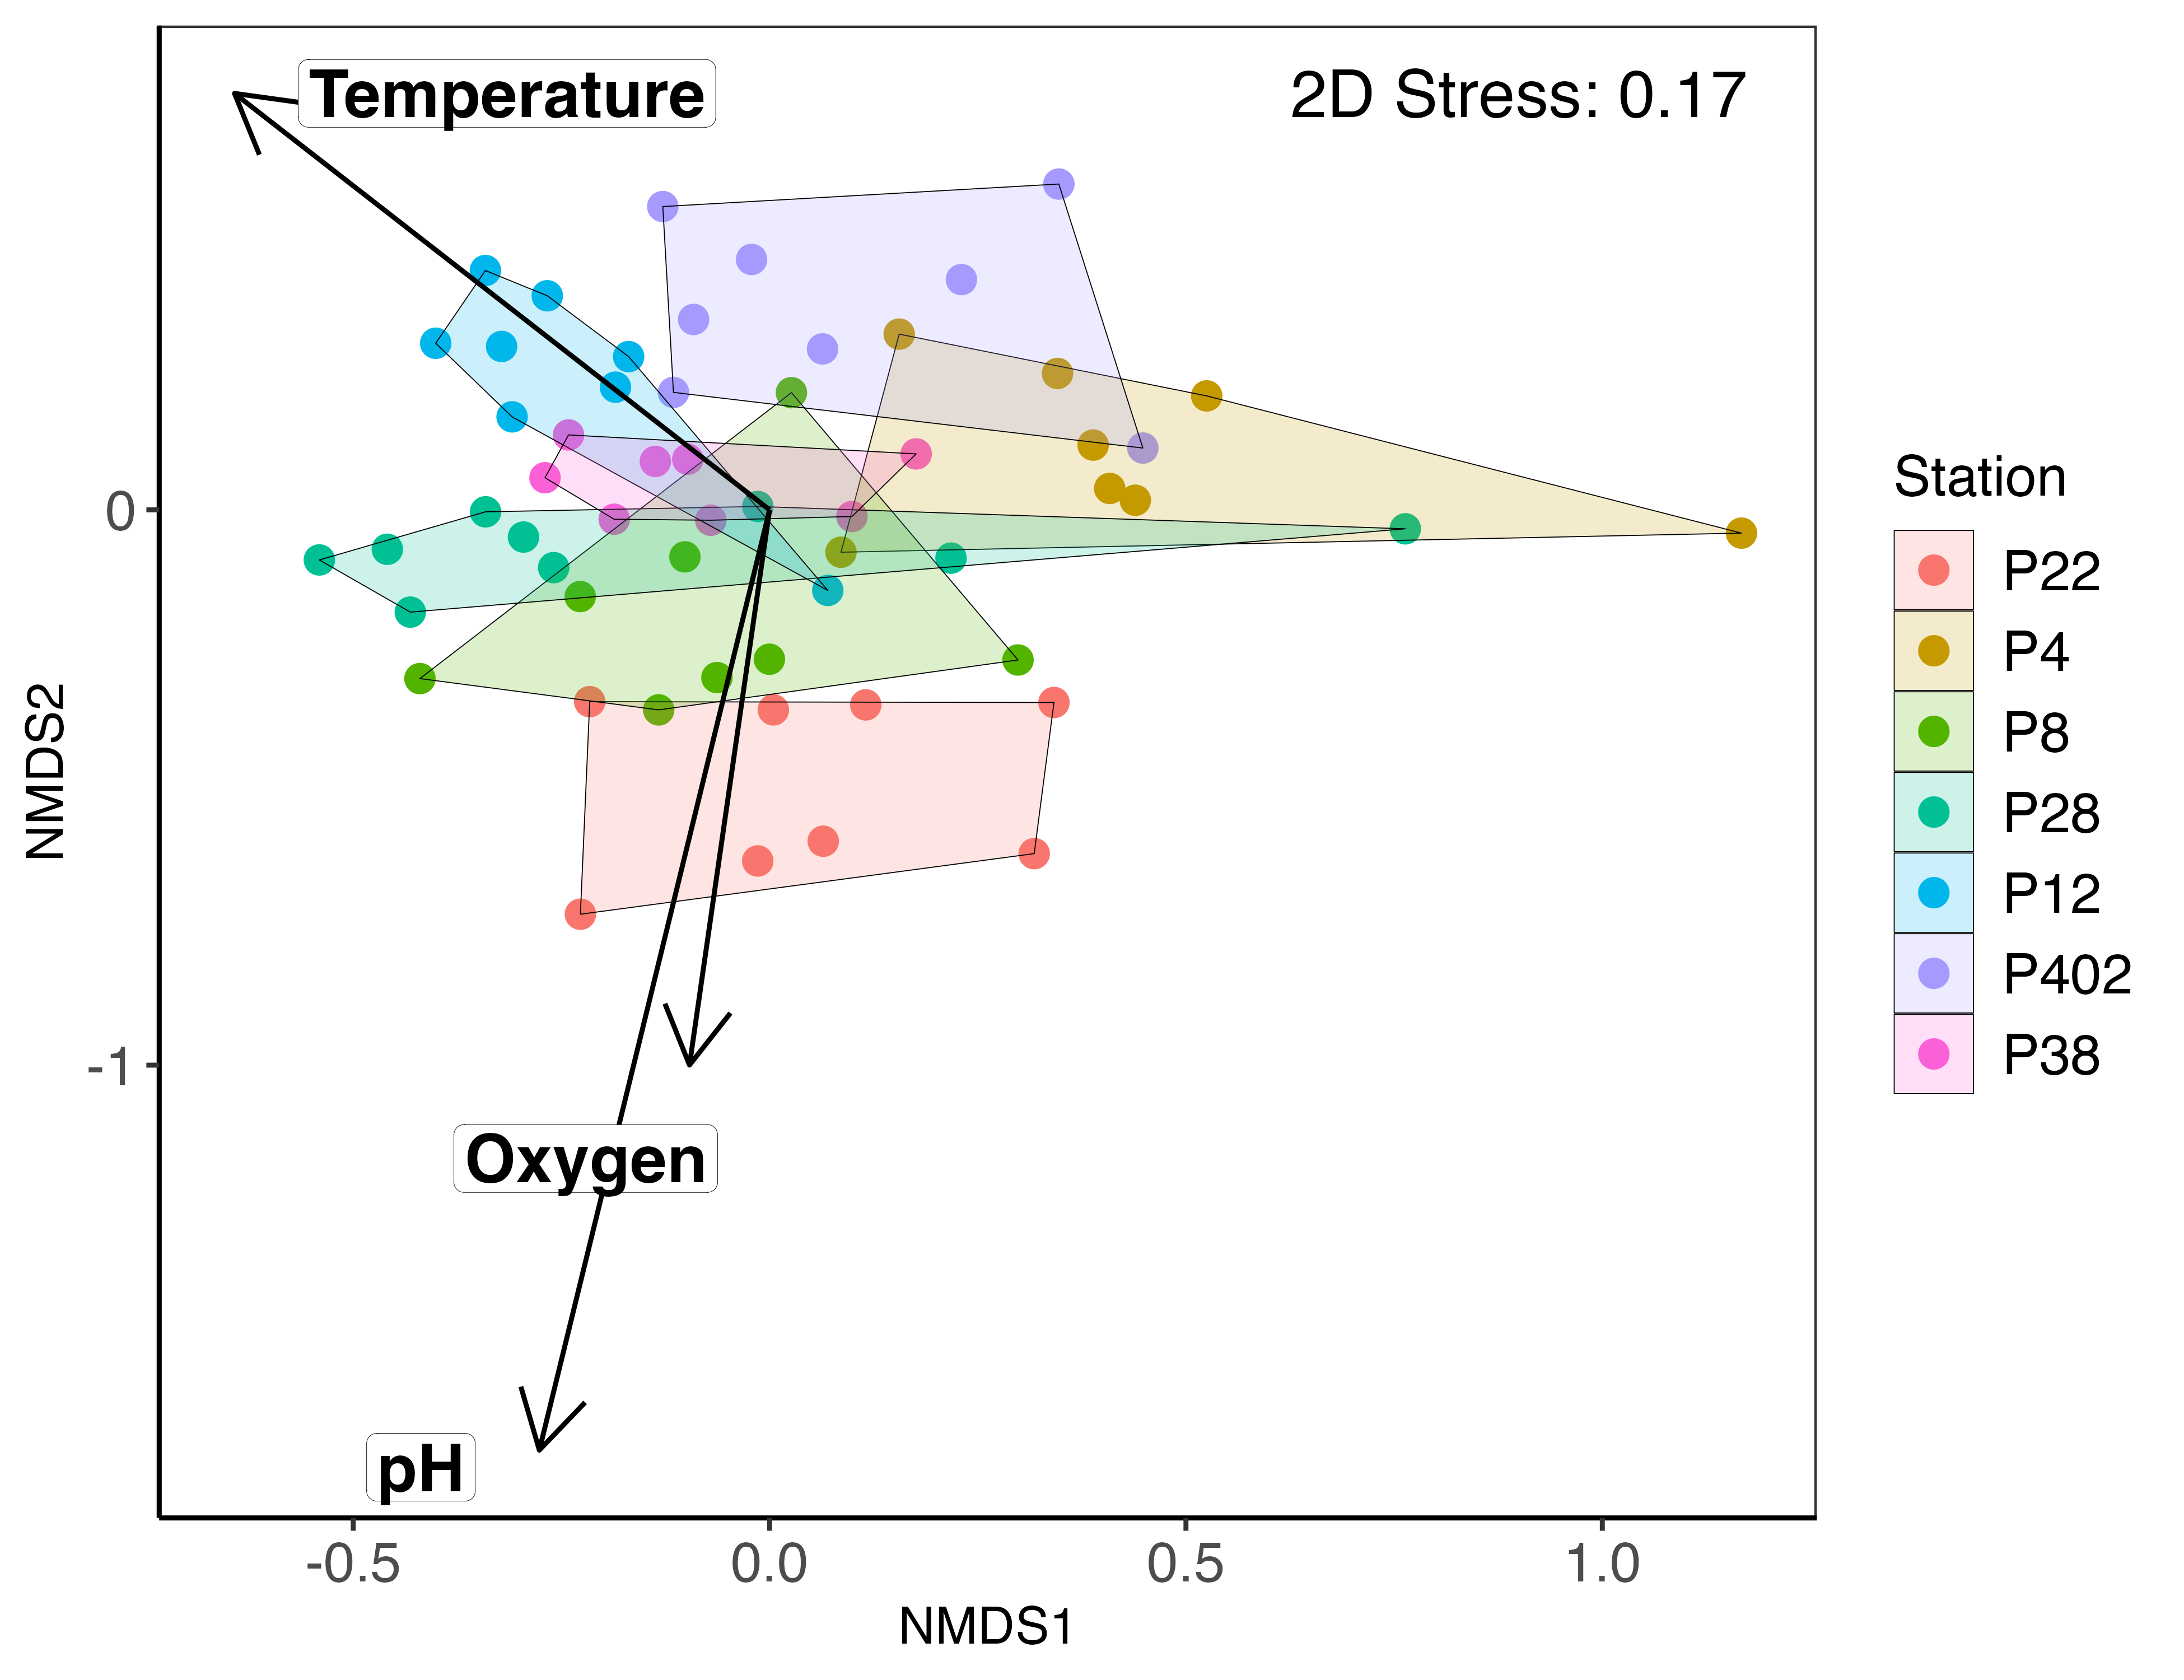 Temperature
2D Stress: 0.17
0
-1
NMDS2
Oxygen
pH
-0.5
0.0
0.5
1.0
NMDS1
Station
P22
P4
P8
P28
P12
P402
P38